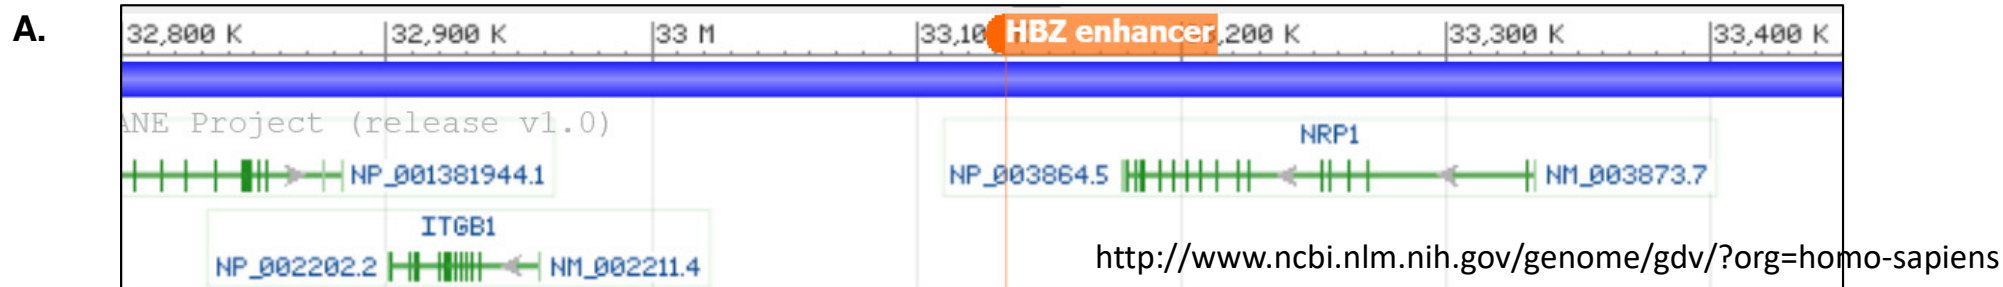 A.
32,800 K 32,900 K 33 M 33,10 HBZ enhancer ,200 K 33,300 K 33,400 K
ANE Project (release v1.0)
NRP1
NP_001381944.1 NP_003864.5 NM_003873.7
ITGB1
NP_002202.2 NM_002211.4
http://www.ncbi.nlm.nih.gov/genome/gdv/?org=homo-sapiens